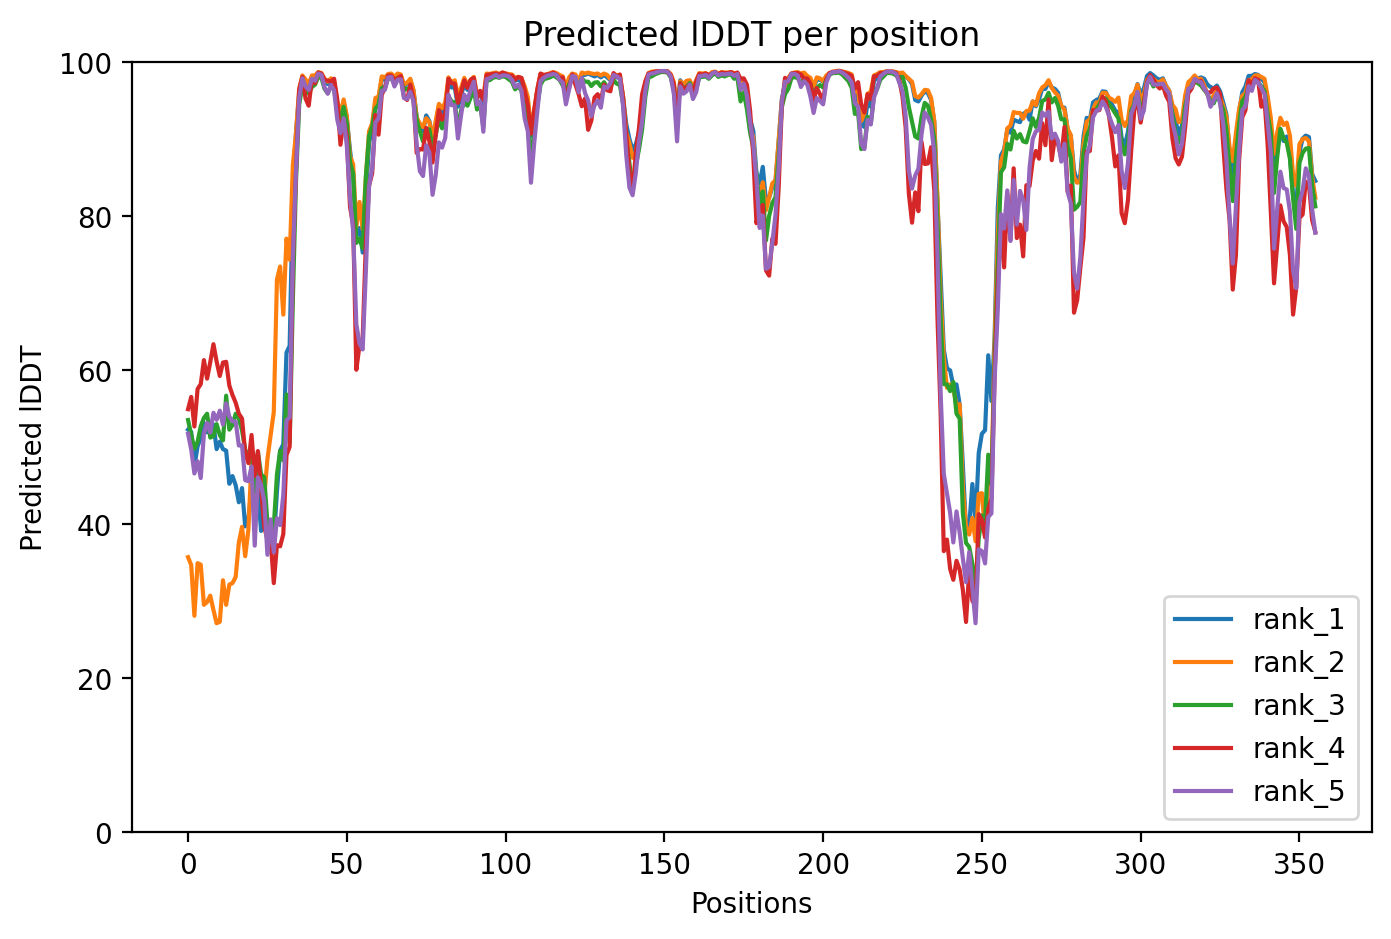 Predicted lDDT per position
Predicted lDDT
100
80
60
40
20
0
0 50 100 150 200 250 300 350
Positions
rank_1
rank_2
rank_3
rank_4
rank_5